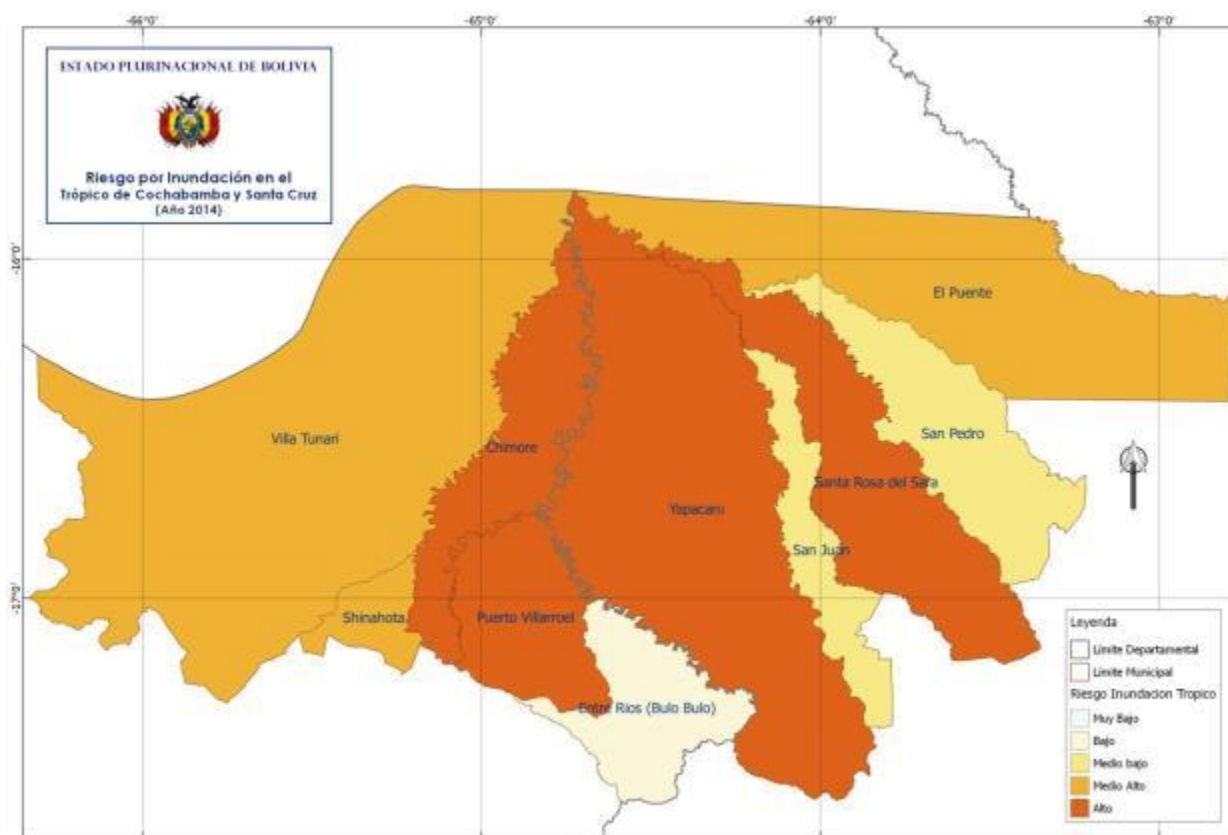 -66°0'
-65°0'
-64°0'
-63°0'
ESTADO PLURINACIONAL DE BOLIVIA
Riesgo por Inundación en el
Trópico de Cochabamba y Santa Cruz
(Año 2014)
-16°0'
-17°0'
El Puente
Villa Tunari
Chimore
San Pedro
Santa Rosa del Sara
Yapacani
San Juan
Shinahota
Puerto Villarroel
Entre Rios (Bulo Bulo)
Leyenda
Limite Departamental
Limite Municipal
Riesgo Inundacion Tropico
Muy Bajo
Bajo
Medio bajo
Medio Alto
Alto